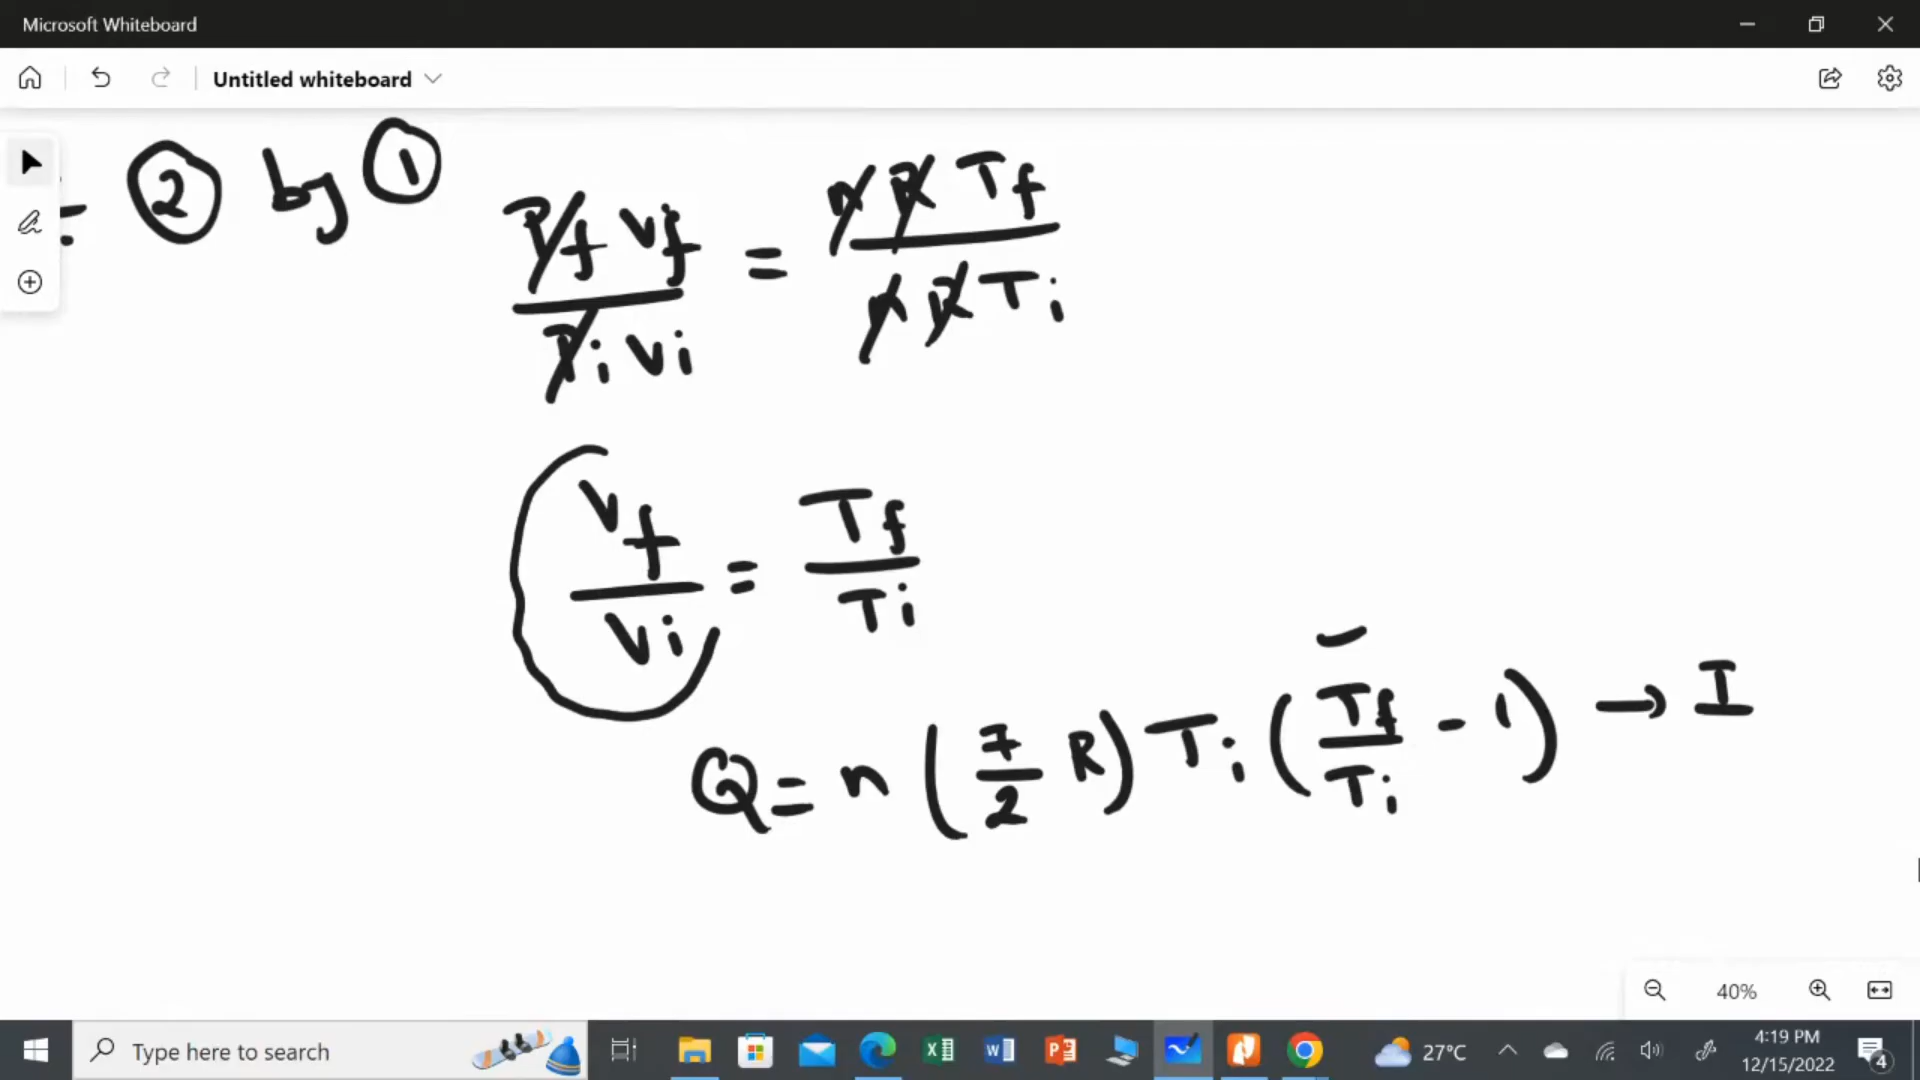 Microsoft Whiteboard
Untitled whiteboard
= ② by ①
Pf Vf / Pi Vi = n R Tf / n R Ti
Vf / Vi = Tf / Ti
Q = n (7/2 R) Ti (Tf/Ti - 1) → I
40%
Type here to search
27°C
4:19 PM
12/15/2022
4